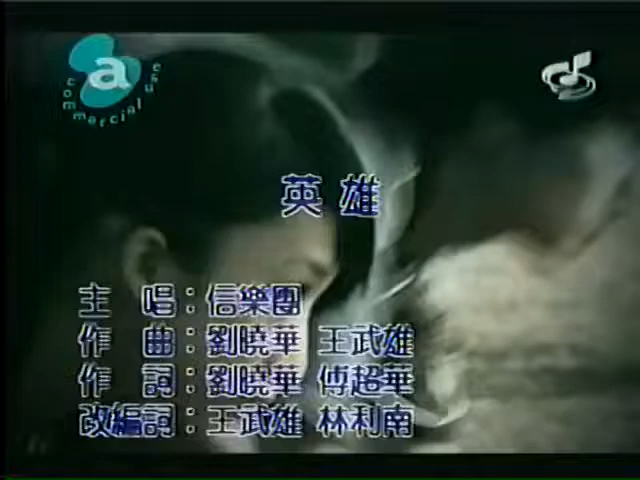 a
commercial use
英雄
主 唱：信樂團
作 曲：劉曉華 王武雄
作 詞：劉曉華 傅超華
改編詞：王武雄 林利南